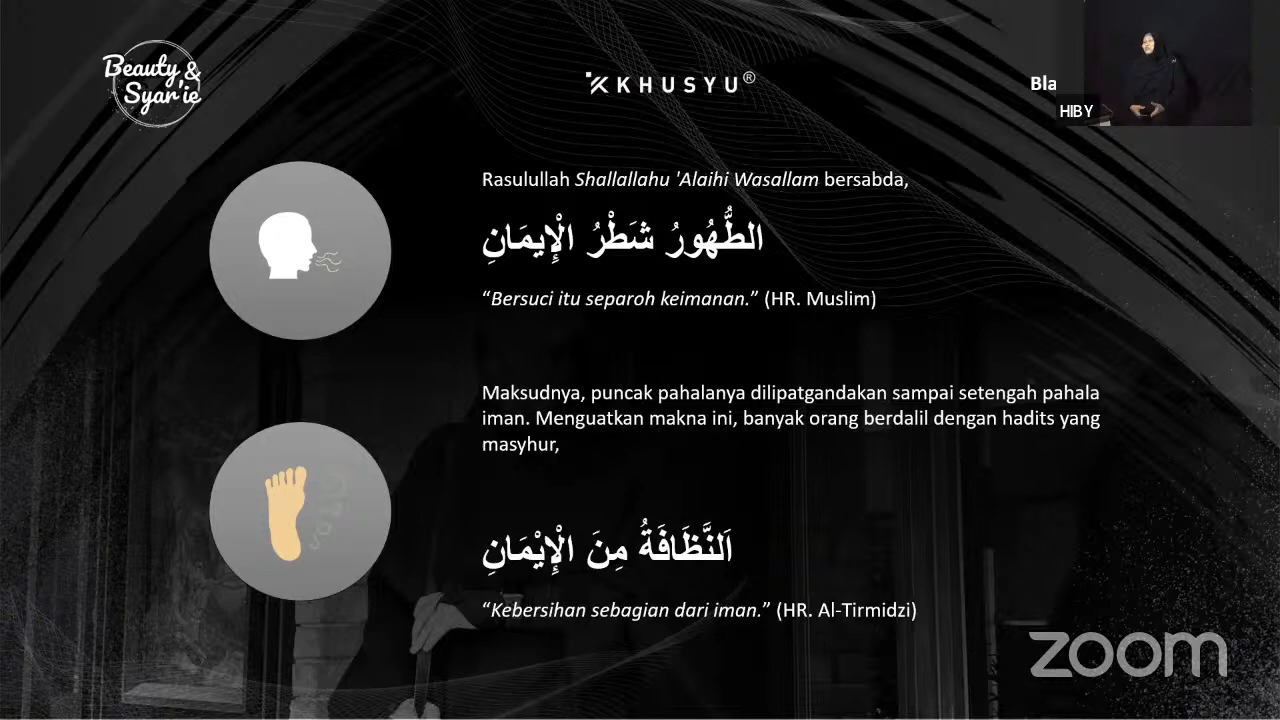 Beauty &
Syar'ie
KHUSYU®
Bla
HIBY
Rasulullah Shallallahu 'Alaihi Wasallam bersabda,
الطُّهُورُ شَطْرُ الْإِيمَانِ
“Bersuci itu separoh keimanan.” (HR. Muslim)
Maksudnya, puncak pahalanya dilipatgandakan sampai setengah pahala
iman. Menguatkan makna ini, banyak orang berdalil dengan hadits yang
masyhur,
اَلنَّظَافَةُ مِنَ الْإِيْمَانِ
“Kebersihan sebagian dari iman.” (HR. Al-Tirmidzi)
zoom